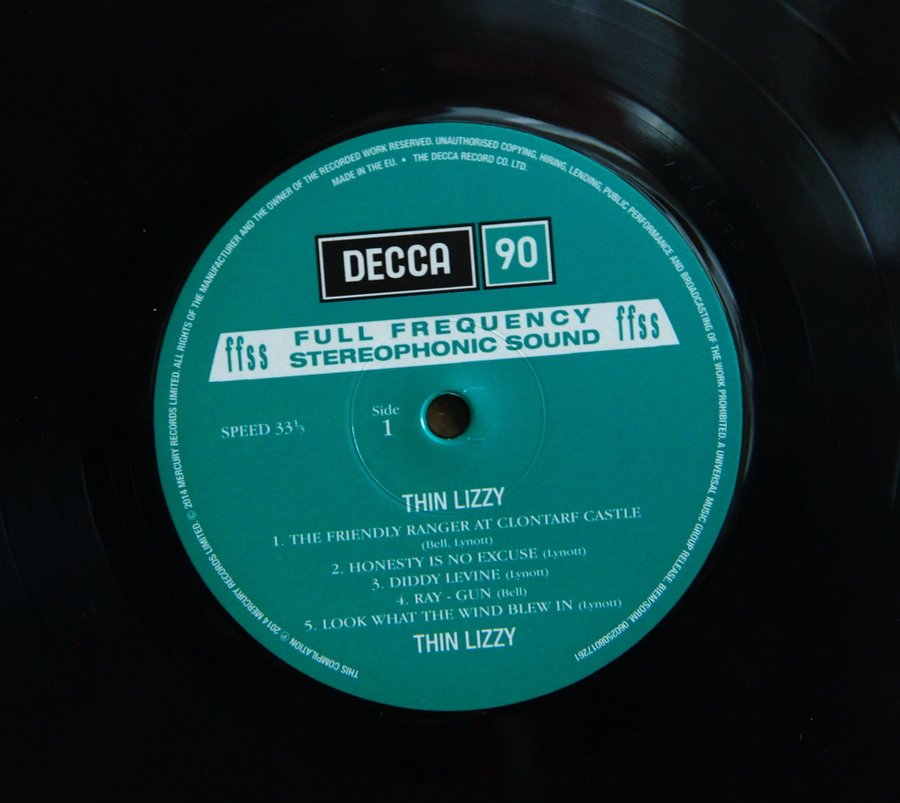 THIS COMPILATION ℗ 2014 MERCURY RECORDS LIMITED. © 2014 MERCURY RECORDS LIMITED. ALL RIGHTS OF THE MANUFACTURER AND THE OWNER OF THE RECORDED WORK RESERVED. UNAUTHORISED COPYING, HIRING, LENDING, PUBLIC PERFORMANCE AND BROADCASTING OF THE WORK PROHIBITED. A UNIVERSAL MUSIC GROUP RELEASE. BIEM/SDRM. 0602508017261
MADE IN THE EU. • THE DECCA RECORD CO. LTD.
DECCA 90
ffss FULL FREQUENCY ffss
STEREOPHONIC SOUND
SPEED 33⅓
Side
1
THIN LIZZY
1. THE FRIENDLY RANGER AT CLONTARF CASTLE
(Bell, Lynott)
2. HONESTY IS NO EXCUSE (Lynott)
3. DIDDY LEVINE (Lynott)
4. RAY - GUN (Bell)
5. LOOK WHAT THE WIND BLEW IN (Lynott)
THIN LIZZY